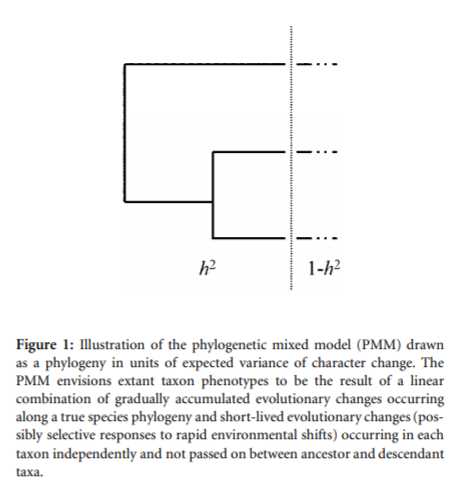 h²
1-h²
Figure 1: Illustration of the phylogenetic mixed model (PMM) drawn
as a phylogeny in units of expected variance of character change. The
PMM envisions extant taxon phenotypes to be the result of a linear
combination of gradually accumulated evolutionary changes occurring
along a true species phylogeny and short-lived evolutionary changes (pos-
sibly selective responses to rapid environmental shifts) occurring in each
taxon independently and not passed on between ancestor and descendant
taxa.